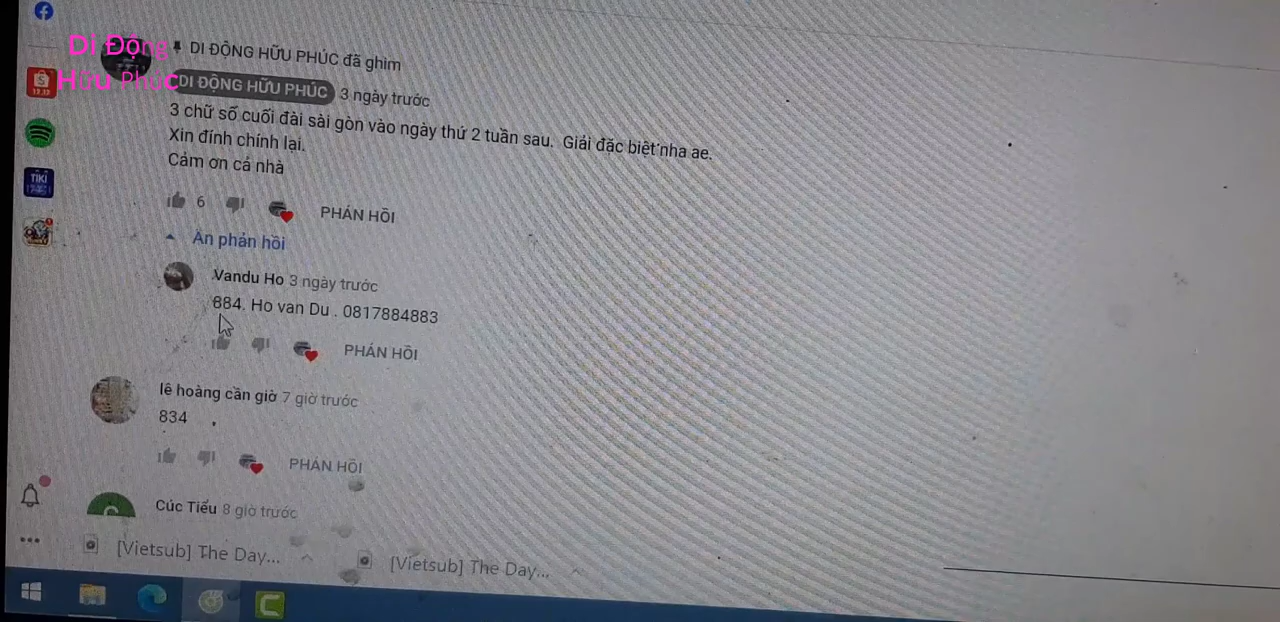 Di Động
Hữu Phúc
DI ĐỘNG HỮU PHÚC đã ghim
DI ĐỘNG HỮU PHÚC 3 ngày trước
3 chữ số cuối đài sài gòn vào ngày thứ 2 tuần sau. Giải đặc biệt nha ae.
Xin đính chính lại.
Cảm ơn cả nhà
6 PHẢN HỒI
Ẩn phản hồi
Vandu Ho 3 ngày trước
884. Ho van Du . 0817884883
PHẢN HỒI
lê hoàng cần giờ 7 giờ trước
834
PHẢN HỒI
Cúc Tiểu 8 giờ trước
[Vietsub] The Day... [Vietsub] The Day...
TIKI